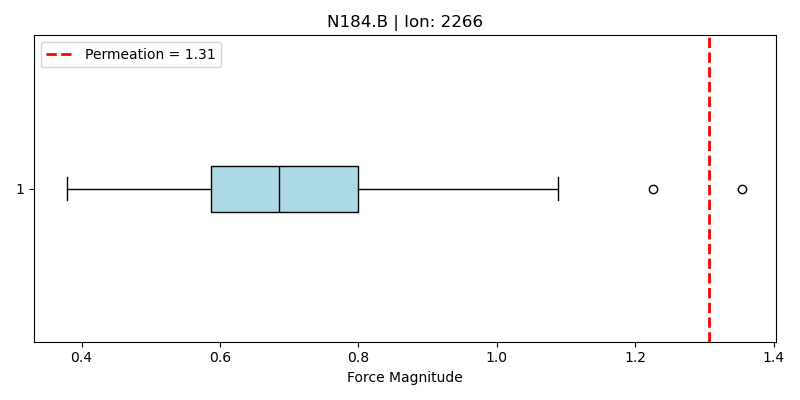 N184.B | Ion: 2266
Permeation = 1.31
1
0.4 0.6 0.8 1.0 1.2 1.4
Force Magnitude